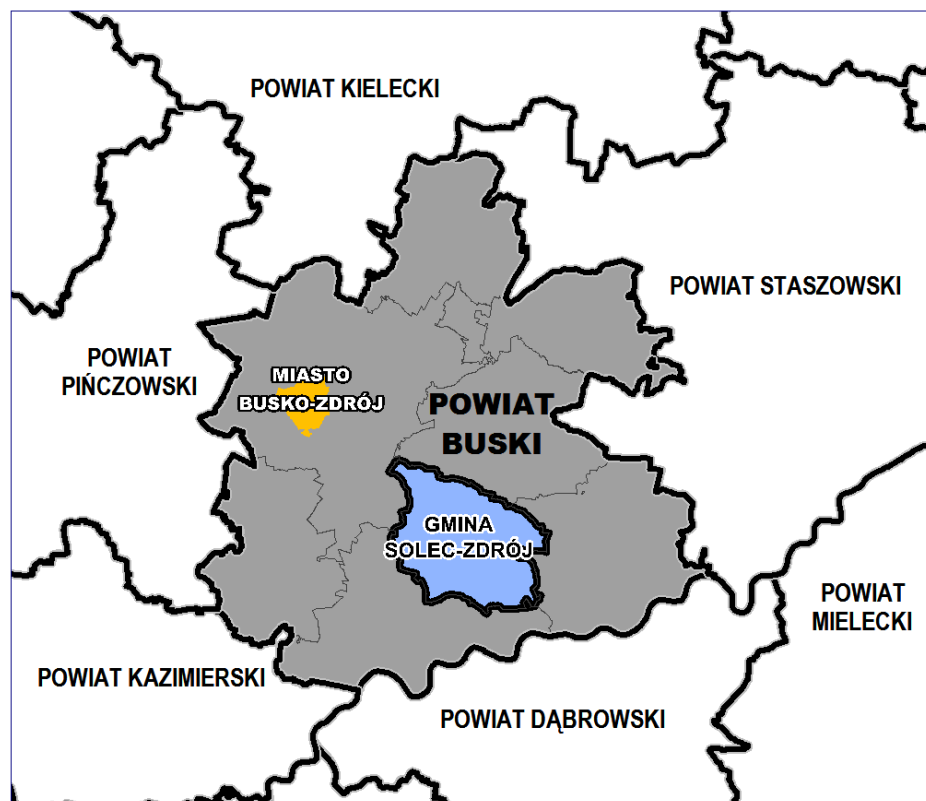 POWIAT KIELECKI
POWIAT STASZOWSKI
POWIAT
PIŃCZOWSKI
MIASTO
BUSKO-ZDRÓJ
POWIAT
BUSKI
GMINA
SOLEC-ZDRÓJ
POWIAT
MIELECKI
POWIAT KAZIMIERSKI
POWIAT DĄBROWSKI